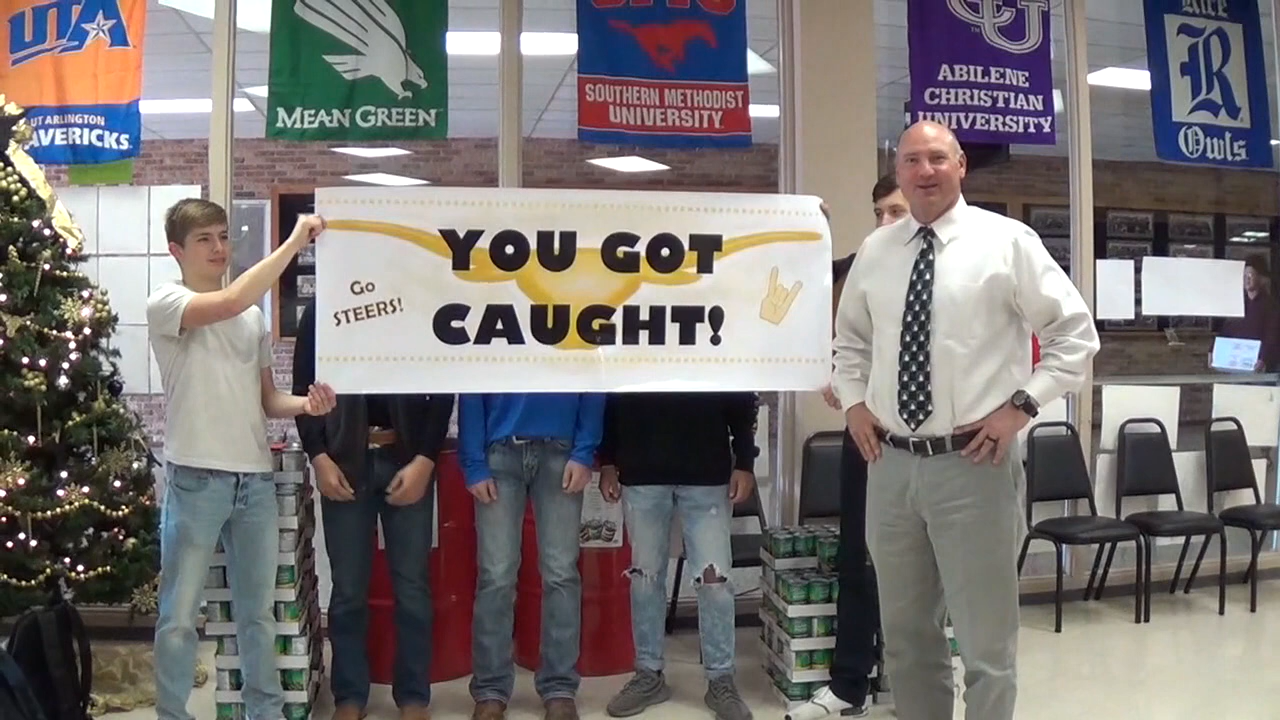 UTA
UT ARLINGTON
MAVERICKS.
MEAN GREEN
SMU
SOUTHERN METHODIST
UNIVERSITY
ACU
ABILENE
CHRISTIAN
UNIVERSITY
Rice
R
Owls
YOU GOT
CAUGHT!
Go
STEERS!